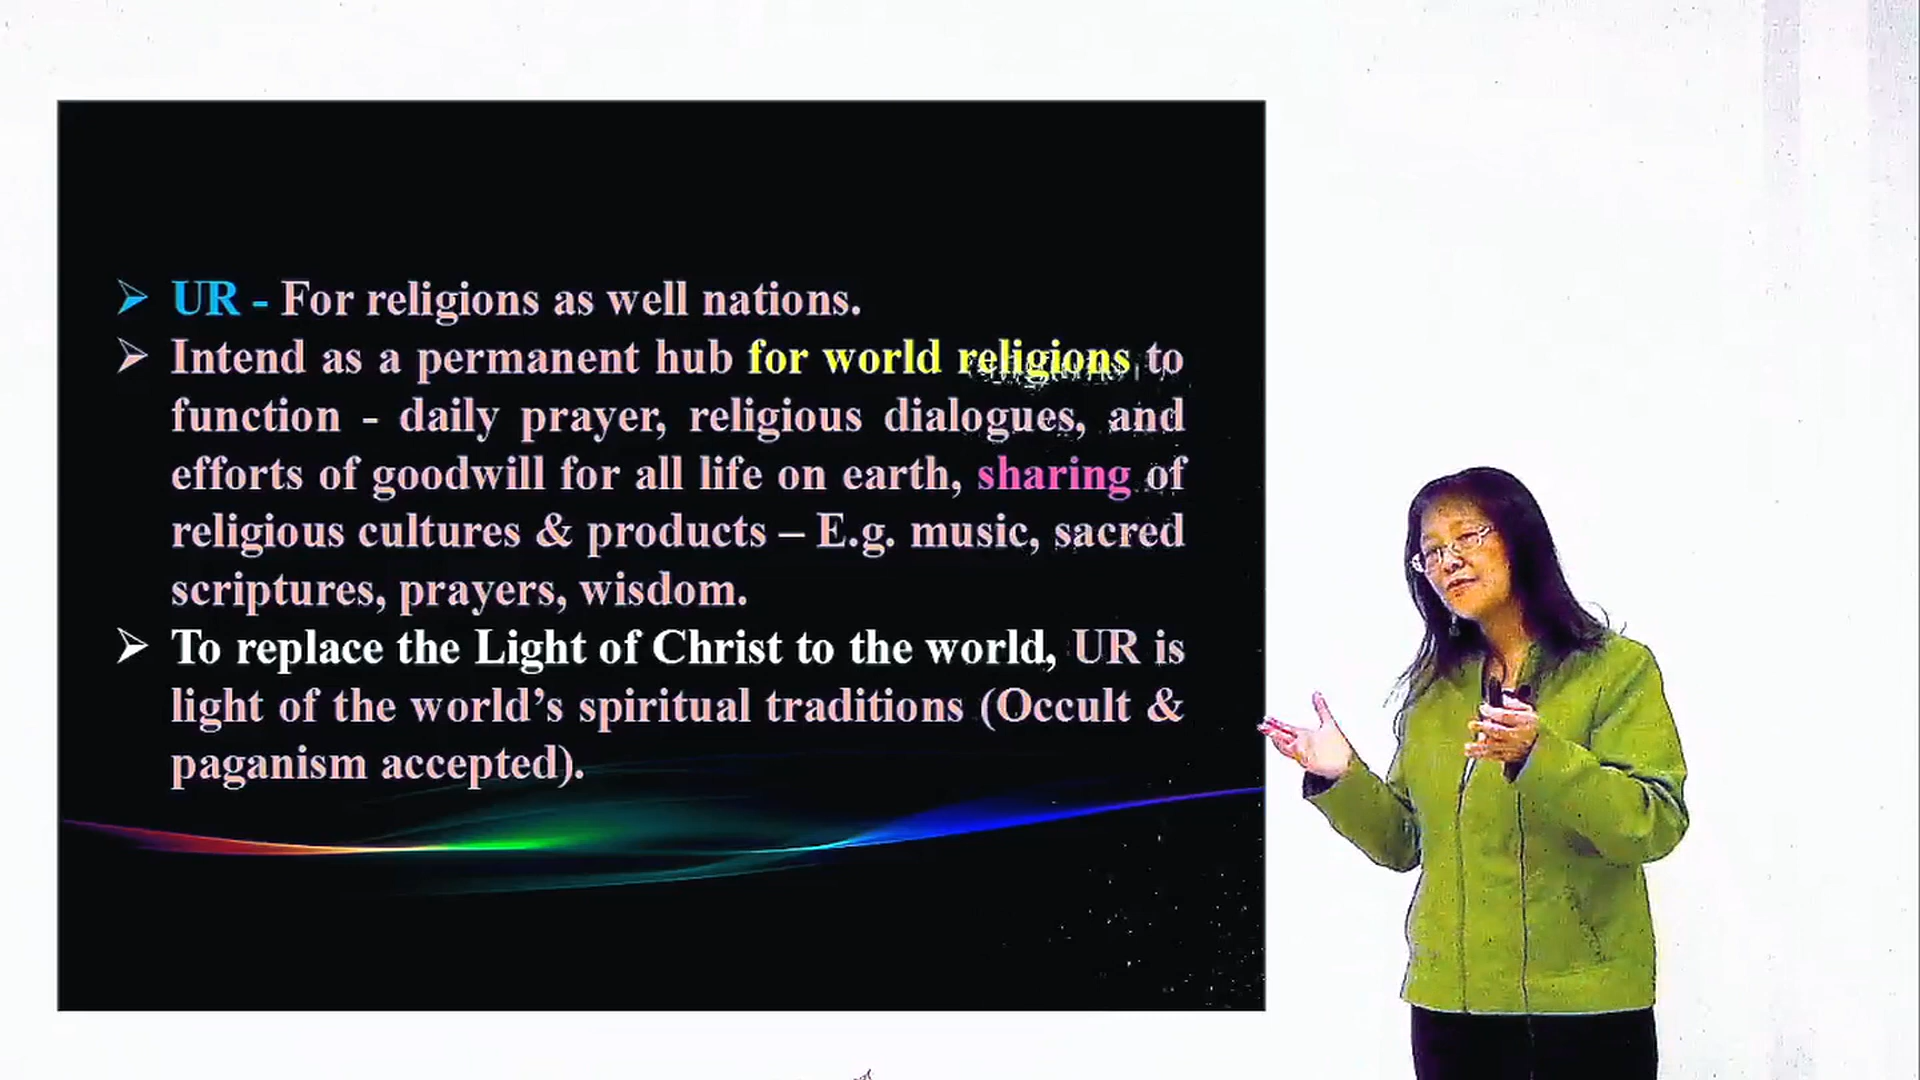 ➢ UR - For religions as well nations.
➢ Intend as a permanent hub for world religions to
function - daily prayer, religious dialogues, and
efforts of goodwill for all life on earth, sharing of
religious cultures & products – E.g. music, sacred
scriptures, prayers, wisdom.
➢ To replace the Light of Christ to the world, UR is
light of the world’s spiritual traditions (Occult &
paganism accepted).